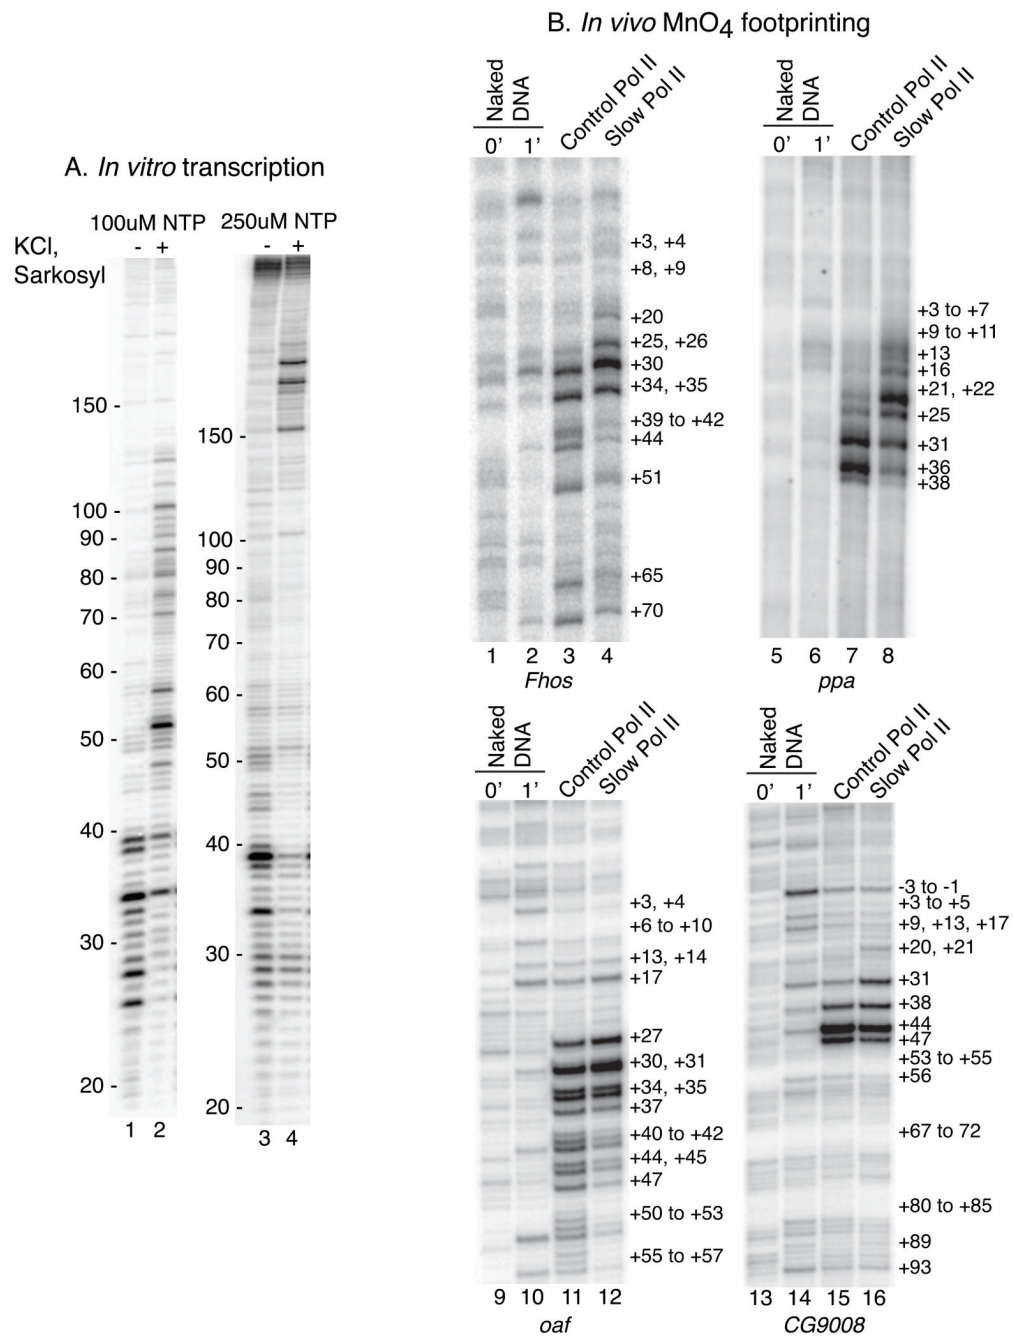 A. In vitro transcription
100uM NTP 250uM NTP
KCl, - + - +
Sarkosyl
150 -
100 -
90 -
80 -
70 -
60 -
50 -
40 -
30 -
20 -
1 2
150 -
100 -
90 -
80 -
70 -
60 -
50 -
40 -
30 -
20 -
3 4
B. In vivo MnO4 footprinting
Naked
DNA
Control Pol II
Slow Pol II
0' 1'
+3, +4
+8, +9
+20
+25, +26
+30
+34, +35
+39 to +42
+44
+51
+65
+70
1 2 3 4
Fhos
Naked
DNA
Control Pol II
Slow Pol II
0' 1'
+3 to +7
+9 to +11
+13
+16
+21, +22
+25
+31
+36
+38
5 6 7 8
ppa
Naked
DNA
Control Pol II
Slow Pol II
0' 1'
+3, +4
+6 to +10
+13, +14
+17
+27
+30, +31
+34, +35
+37
+40 to +42
+44, +45
+47
+50 to +53
+55 to +57
9 10 11 12
oaf
Naked
DNA
Control Pol II
Slow Pol II
0' 1'
-3 to -1
+3 to +5
+9, +13, +17
+20, +21
+31
+38
+44
+47
+53 to +55
+56
+67 to 72
+80 to +85
+89
+93
13 14 15 16
CG9008